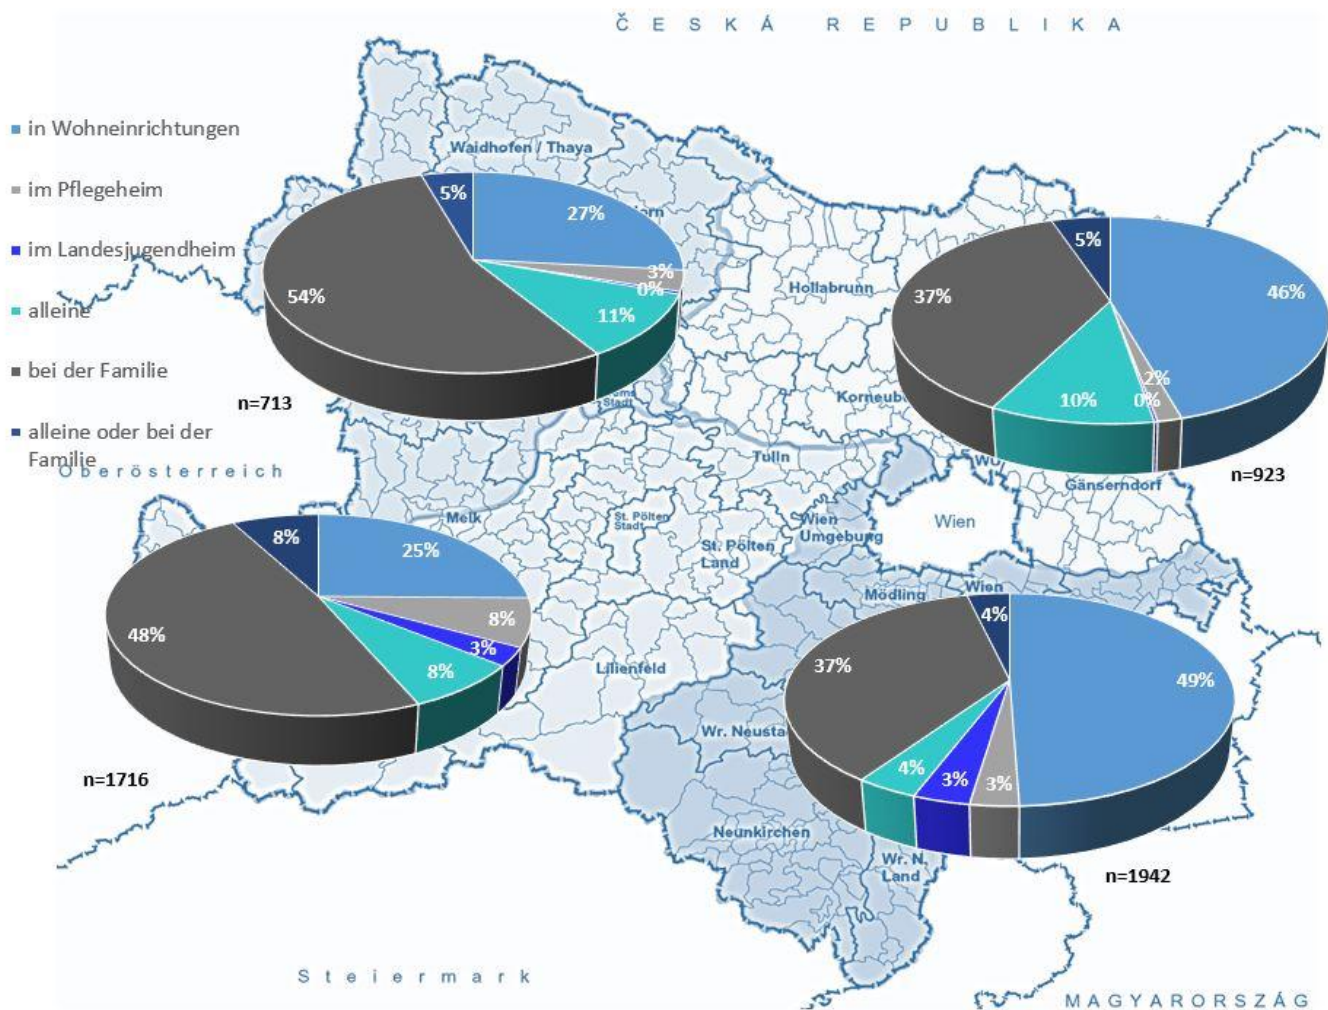 ČESKÁ REPUBLIKA
in Wohneinrichtungen
im Pflegeheim
im Landesjugendheim
alleine
bei der Familie
alleine oder bei der
Familie
Waidhofen / Thaya
5%
27%
3%
0%
11%
54%
n=713
Hollabrunn
5%
46%
37%
2%
0%
10%
n=923
Stadt
Tulln
Gänserndorf
Oberösterreich
Melk
St. Pölten
Stadt
St. Pölten
Land
Wien
Umgebung
Wien
Mödling
Wien
8%
25%
8%
3%
8%
48%
n=1716
Lilienfeld
4%
49%
37%
4%
3%
3%
n=1942
Neunkirchen
Wr. N.
Land
Steiermark
MAGYARORSZÁG